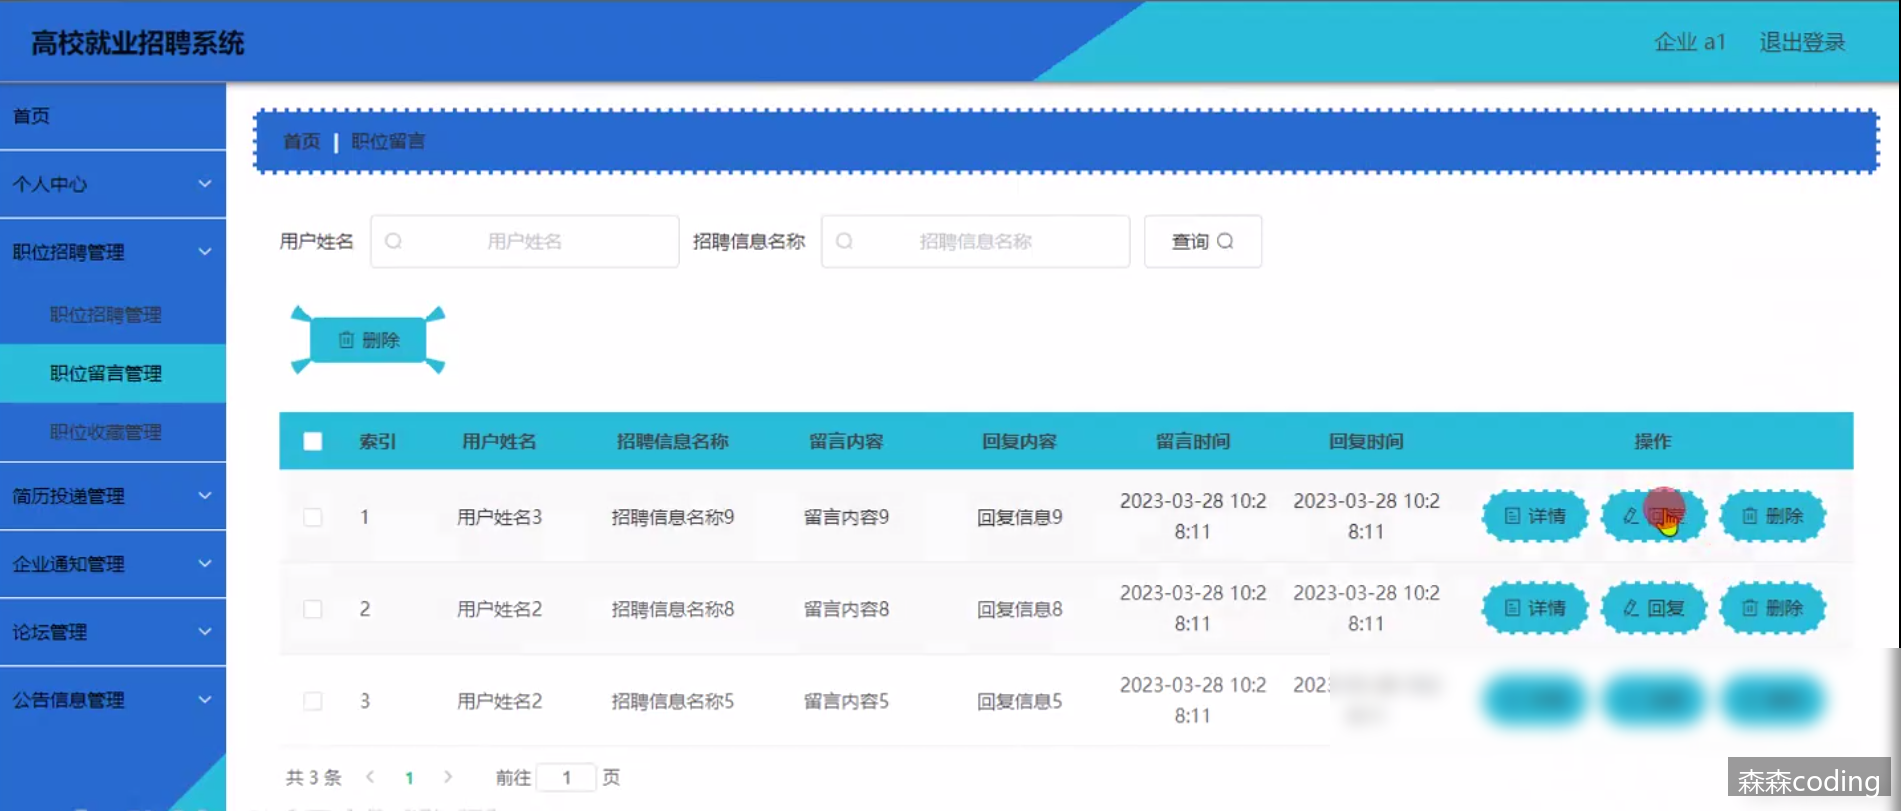 高校就业招聘系统
企业 a1 退出登录
首页
个人中心
职位招聘管理
职位招聘管理
职位留言管理
职位收藏管理
简历投递管理
企业通知管理
论坛管理
公告信息管理
首页 职位留言
用户姓名 用户姓名 招聘信息名称 招聘信息名称 查询
删除
索引 用户姓名 招聘信息名称 留言内容 回复内容 留言时间 回复时间 操作
1 用户姓名3 招聘信息名称9 留言内容9 回复信息9 2023-03-28 10:2 2023-03-28 10:2 详情 删除
8:11 8:11
2 用户姓名2 招聘信息名称8 留言内容8 回复信息8 2023-03-28 10:2 2023-03-28 10:2 详情 回复 删除
8:11 8:11
3 用户姓名2 招聘信息名称5 留言内容5 回复信息5 2023-03-28 10:2
8:11
共 3 条 1 前往 1 页
森森coding